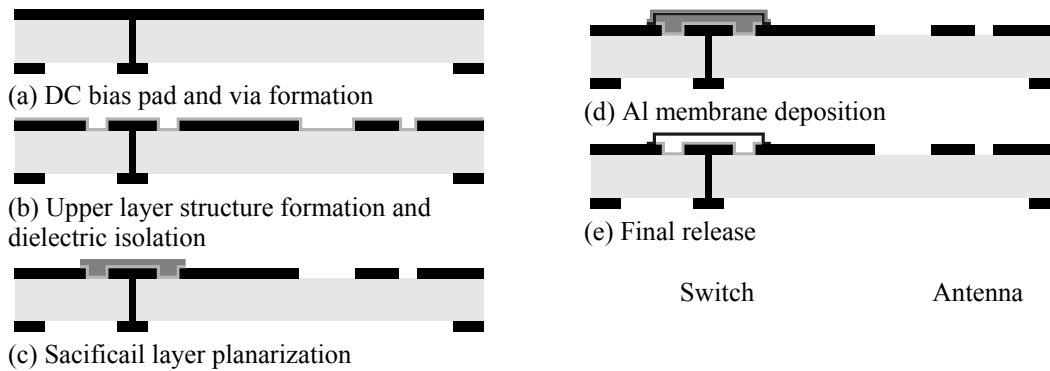 (a) DC bias pad and via formation
(b) Upper layer structure formation and
dielectric isolation
(c) Sacificail layer planarization
(d) Al membrane deposition
(e) Final release
Switch Antenna